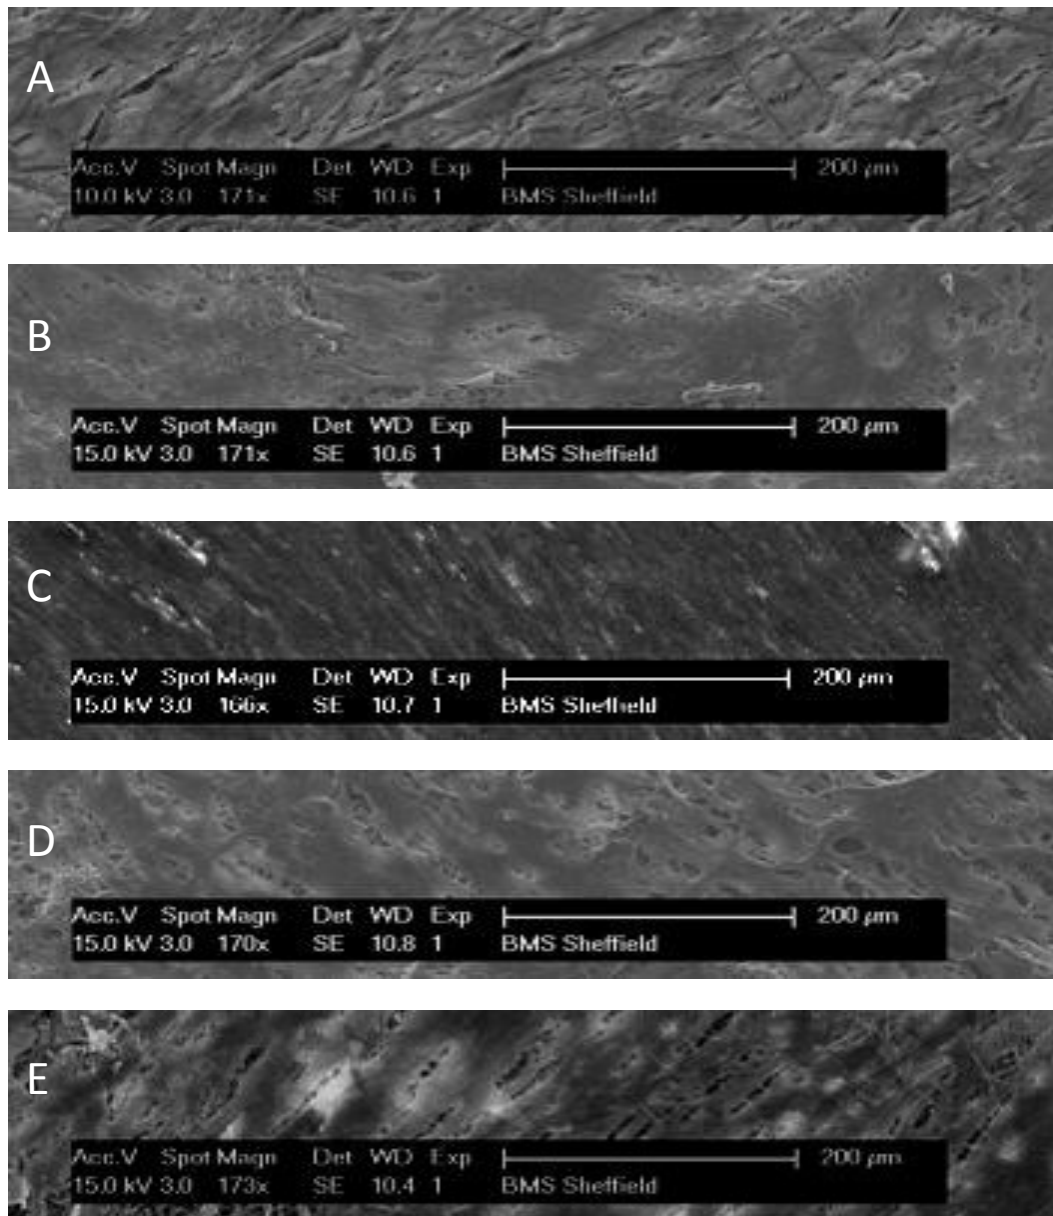 A
Acc.V Spot Magn Det WD Exp 200 µm
10.0 kV 3.0 171x SE 10.6 1 BMS Sheffield
B
Acc.V Spot Magn Det WD Exp 200 µm
15.0 kV 3.0 171x SE 10.6 1 BMS Sheffield
C
Acc.V Spot Magn Det WD Exp 200 µm
15.0 kV 3.0 166x SE 10.7 1 BMS Sheffield
D
Acc.V Spot Magn Det WD Exp 200 µm
15.0 kV 3.0 170x SE 10.8 1 BMS Sheffield
E
Acc.V Spot Magn Det WD Exp 200 µm
15.0 kV 3.0 173x SE 10.4 1 BMS Sheffield